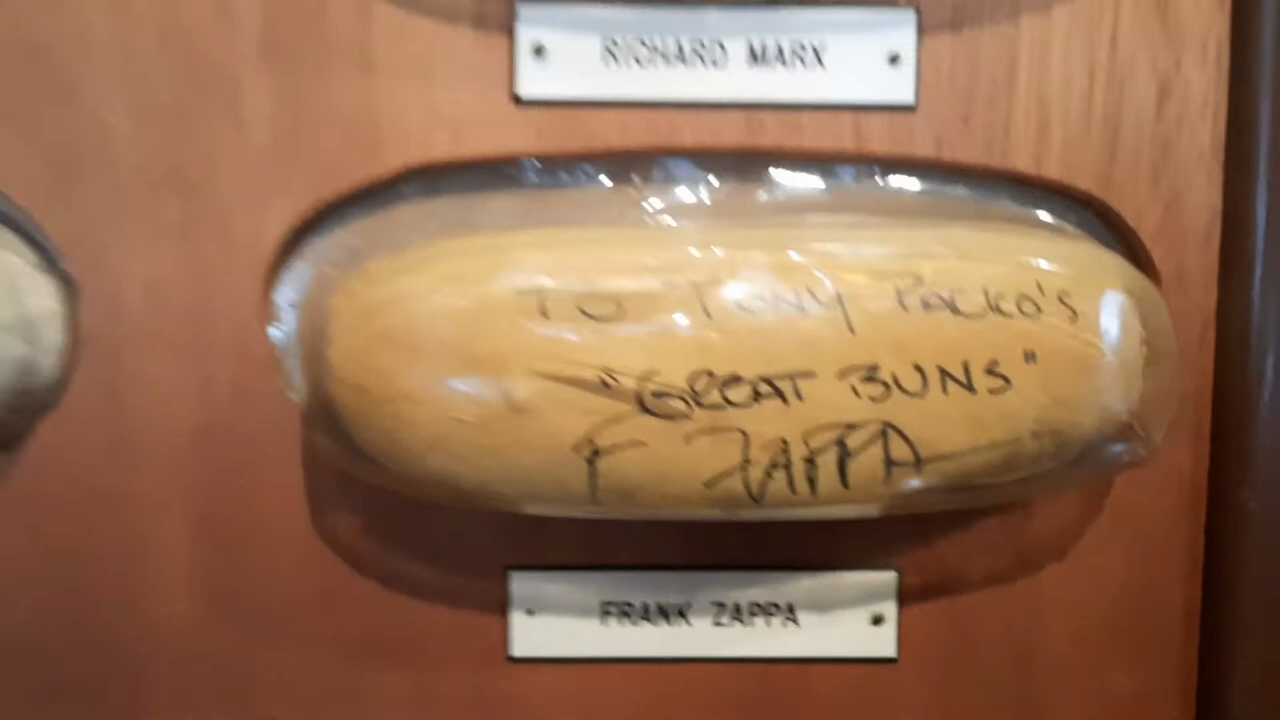 RICHARD MARX
TO TONY PACKO'S
"GREAT BUNS"
F ZAPPA
FRANK ZAPPA